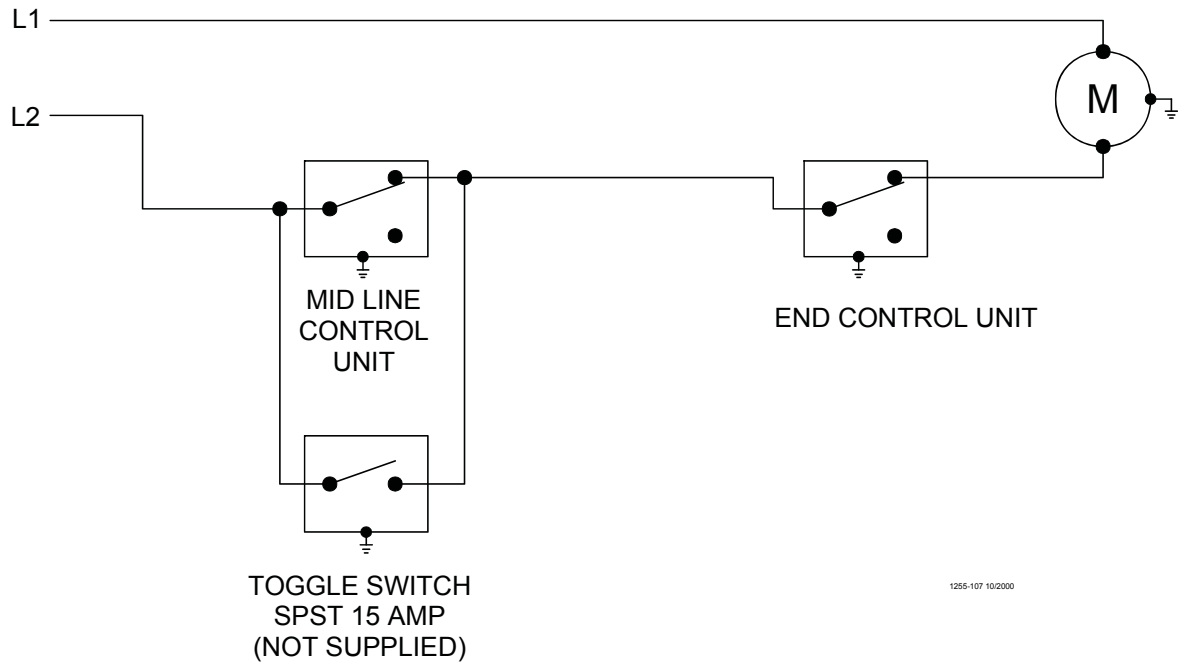 L1
L2
M
MID LINE
CONTROL
UNIT
END CONTROL UNIT
TOGGLE SWITCH
SPST 15 AMP
(NOT SUPPLIED)
1255-107 10/2000